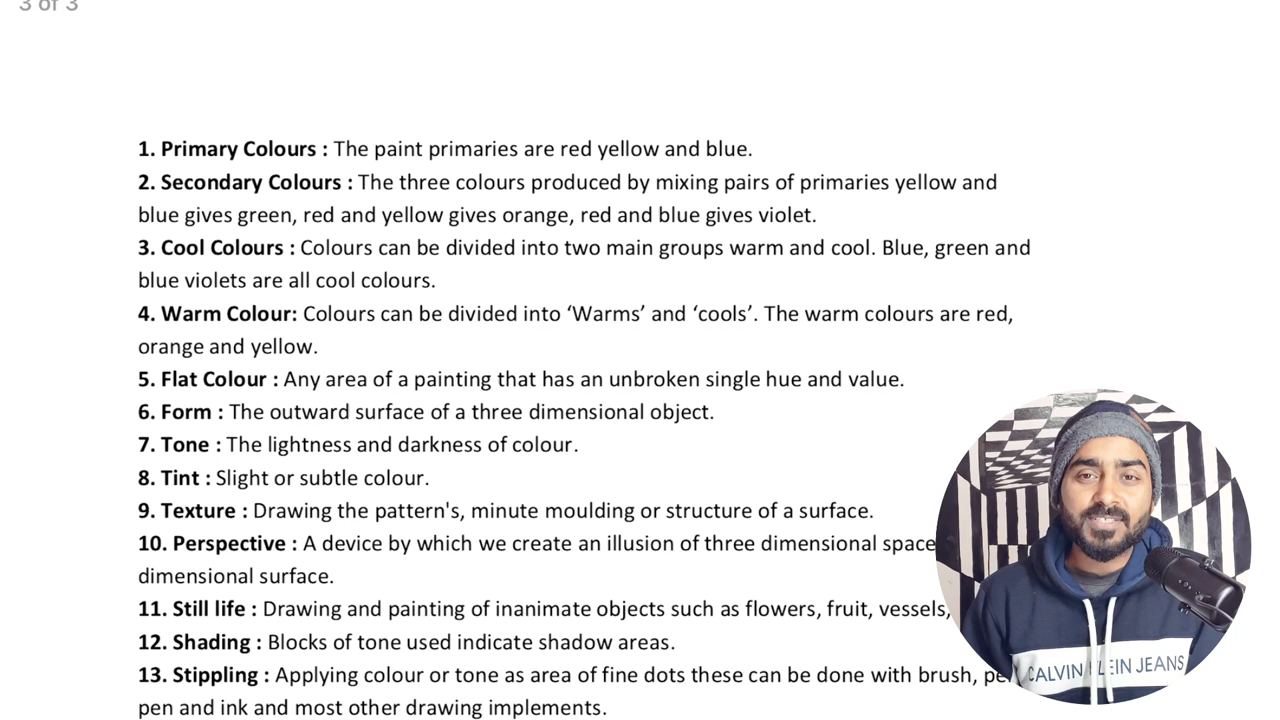 3 of 3
1. Primary Colours : The paint primaries are red yellow and blue.
2. Secondary Colours : The three colours produced by mixing pairs of primaries yellow and
blue gives green, red and yellow gives orange, red and blue gives violet.
3. Cool Colours : Colours can be divided into two main groups warm and cool. Blue, green and
blue violets are all cool colours.
4. Warm Colour: Colours can be divided into ‘Warms’ and ‘cools’. The warm colours are red,
orange and yellow.
5. Flat Colour : Any area of a painting that has an unbroken single hue and value.
6. Form : The outward surface of a three dimensional object.
7. Tone : The lightness and darkness of colour.
8. Tint : Slight or subtle colour.
9. Texture : Drawing the pattern's, minute moulding or structure of a surface.
10. Perspective : A device by which we create an illusion of three dimensional space
dimensional surface.
11. Still life : Drawing and painting of inanimate objects such as flowers, fruit, vessels,
12. Shading : Blocks of tone used indicate shadow areas.
13. Stippling : Applying colour or tone as area of fine dots these can be done with brush,
pen and ink and most other drawing implements.
CALVIN KLEIN JEANS